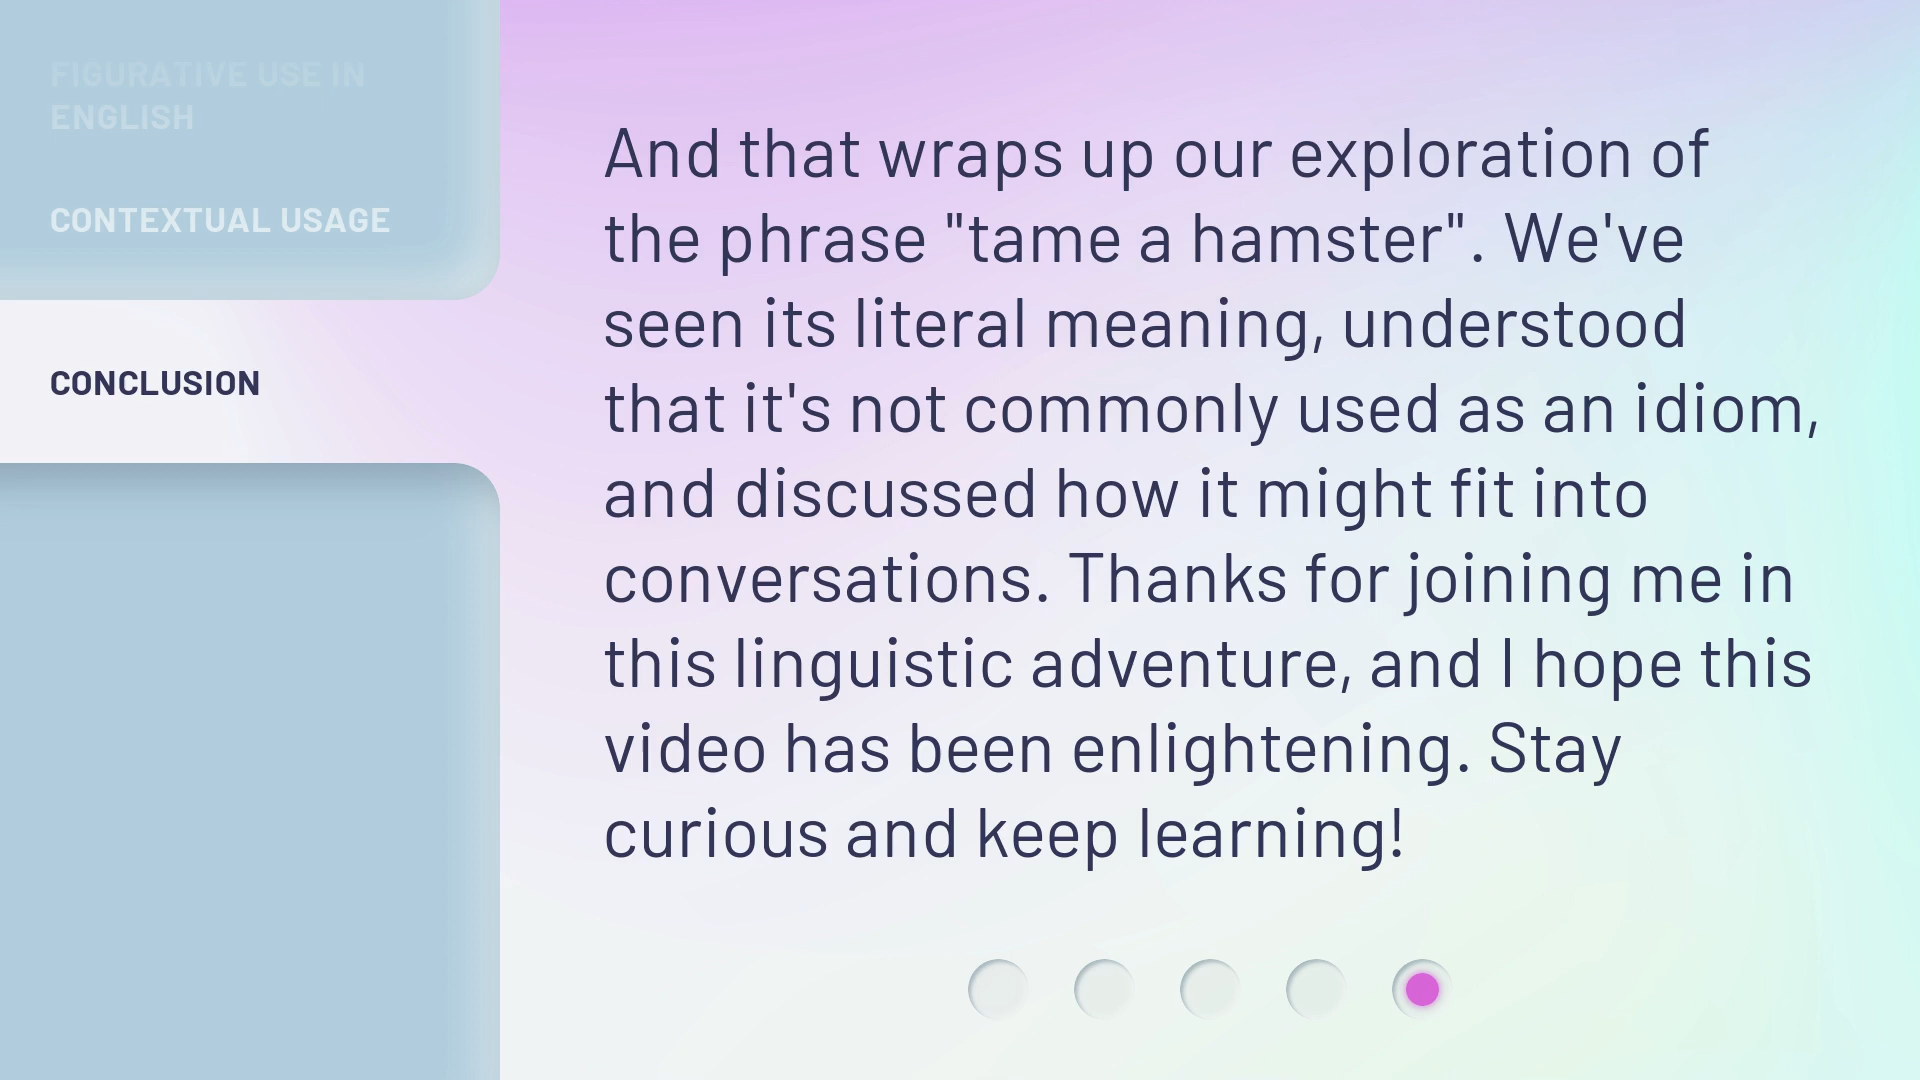 FIGURATIVE USE IN
ENGLISH
CONTEXTUAL USAGE
CONCLUSION
And that wraps up our exploration of
the phrase "tame a hamster". We've
seen its literal meaning, understood
that it's not commonly used as an idiom,
and discussed how it might fit into
conversations. Thanks for joining me in
this linguistic adventure, and I hope this
video has been enlightening. Stay
curious and keep learning!